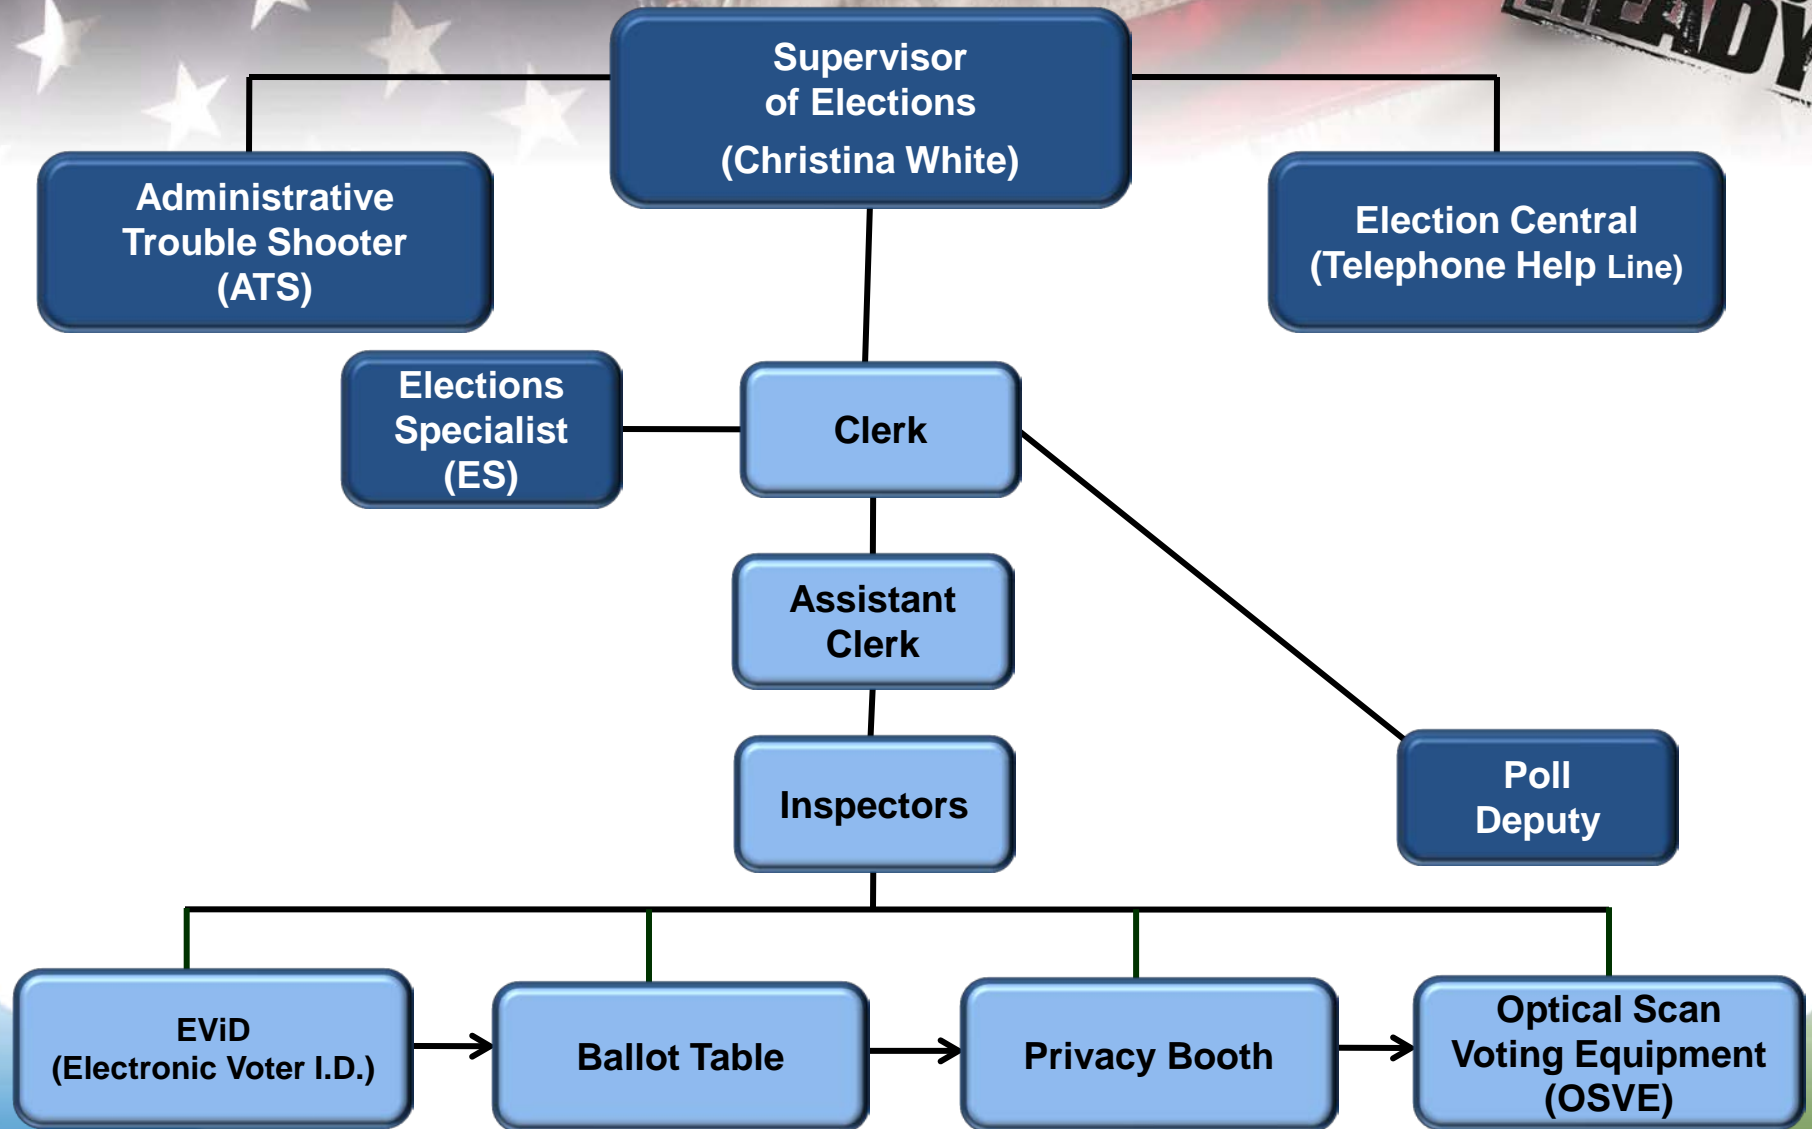 READY
Supervisor
of Elections
(Christina White)
Administrative
Trouble Shooter
(ATS)
Election Central
(Telephone Help Line)
Elections
Specialist
(ES)
Clerk
Assistant
Clerk
Inspectors
Poll
Deputy
EViD
(Electronic Voter I.D.)
Ballot Table
Privacy Booth
Optical Scan
Voting Equipment
(OSVE)